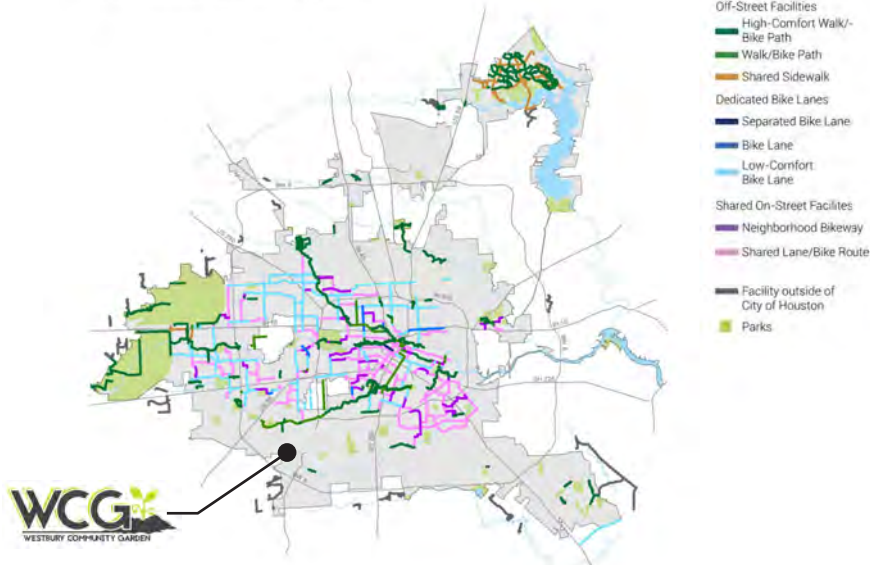 Off-Street Facilities
High-Comfort Walk/-
Bike Path
Walk/Bike Path
Shared Sidewalk
Dedicated Bike Lanes
Separated Bike Lane
Bike Lane
Low-Comfort
Bike Lane
Shared On-Street Facilites
Neighborhood Bikeway
Shared Lane/Bike Route
Facility outside of
City of Houston
Parks
WCG
WESTBURY COMMUNITY GARDEN